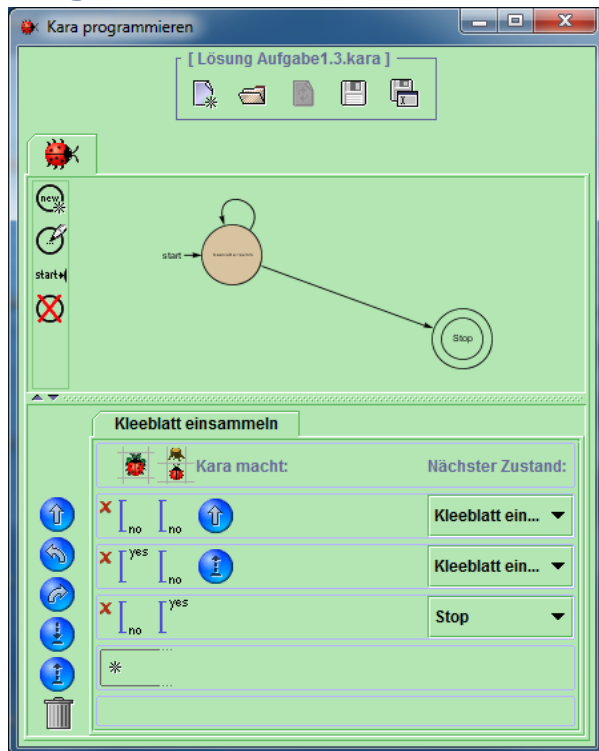 Kara programmieren
[ Lösung Aufgabe1.3.kara ]
new
start
start
Stop
Kleeblatt einsammeln
Kara macht: Nächster Zustand:
no no Kleeblatt ein...
yes no Kleeblatt ein...
no yes Stop